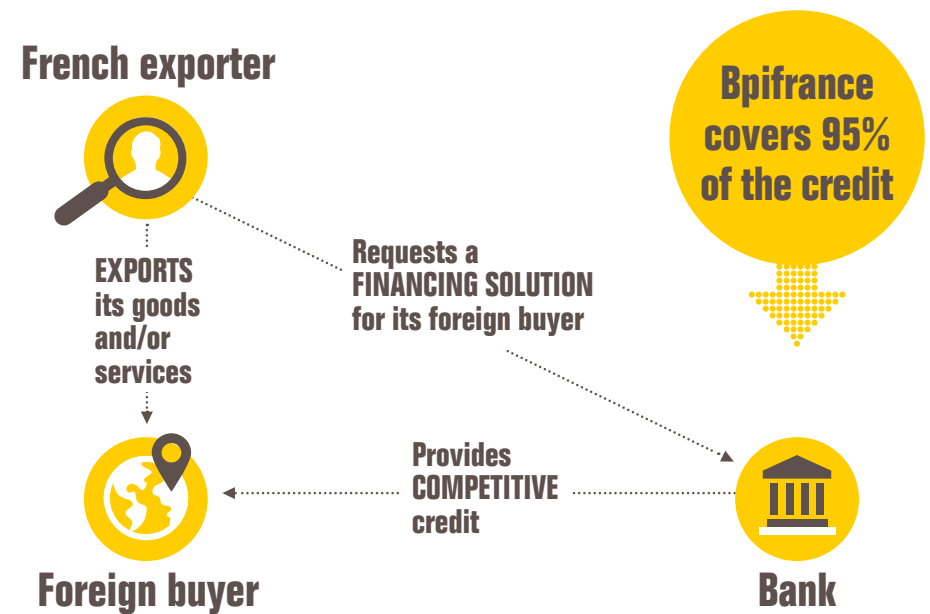 French exporter
Bpifrance
covers 95%
of the credit
EXPORTS
its goods
and/or
services
Requests a
FINANCING SOLUTION
for its foreign buyer
Provides
COMPETITIVE
credit
Foreign buyer
Bank